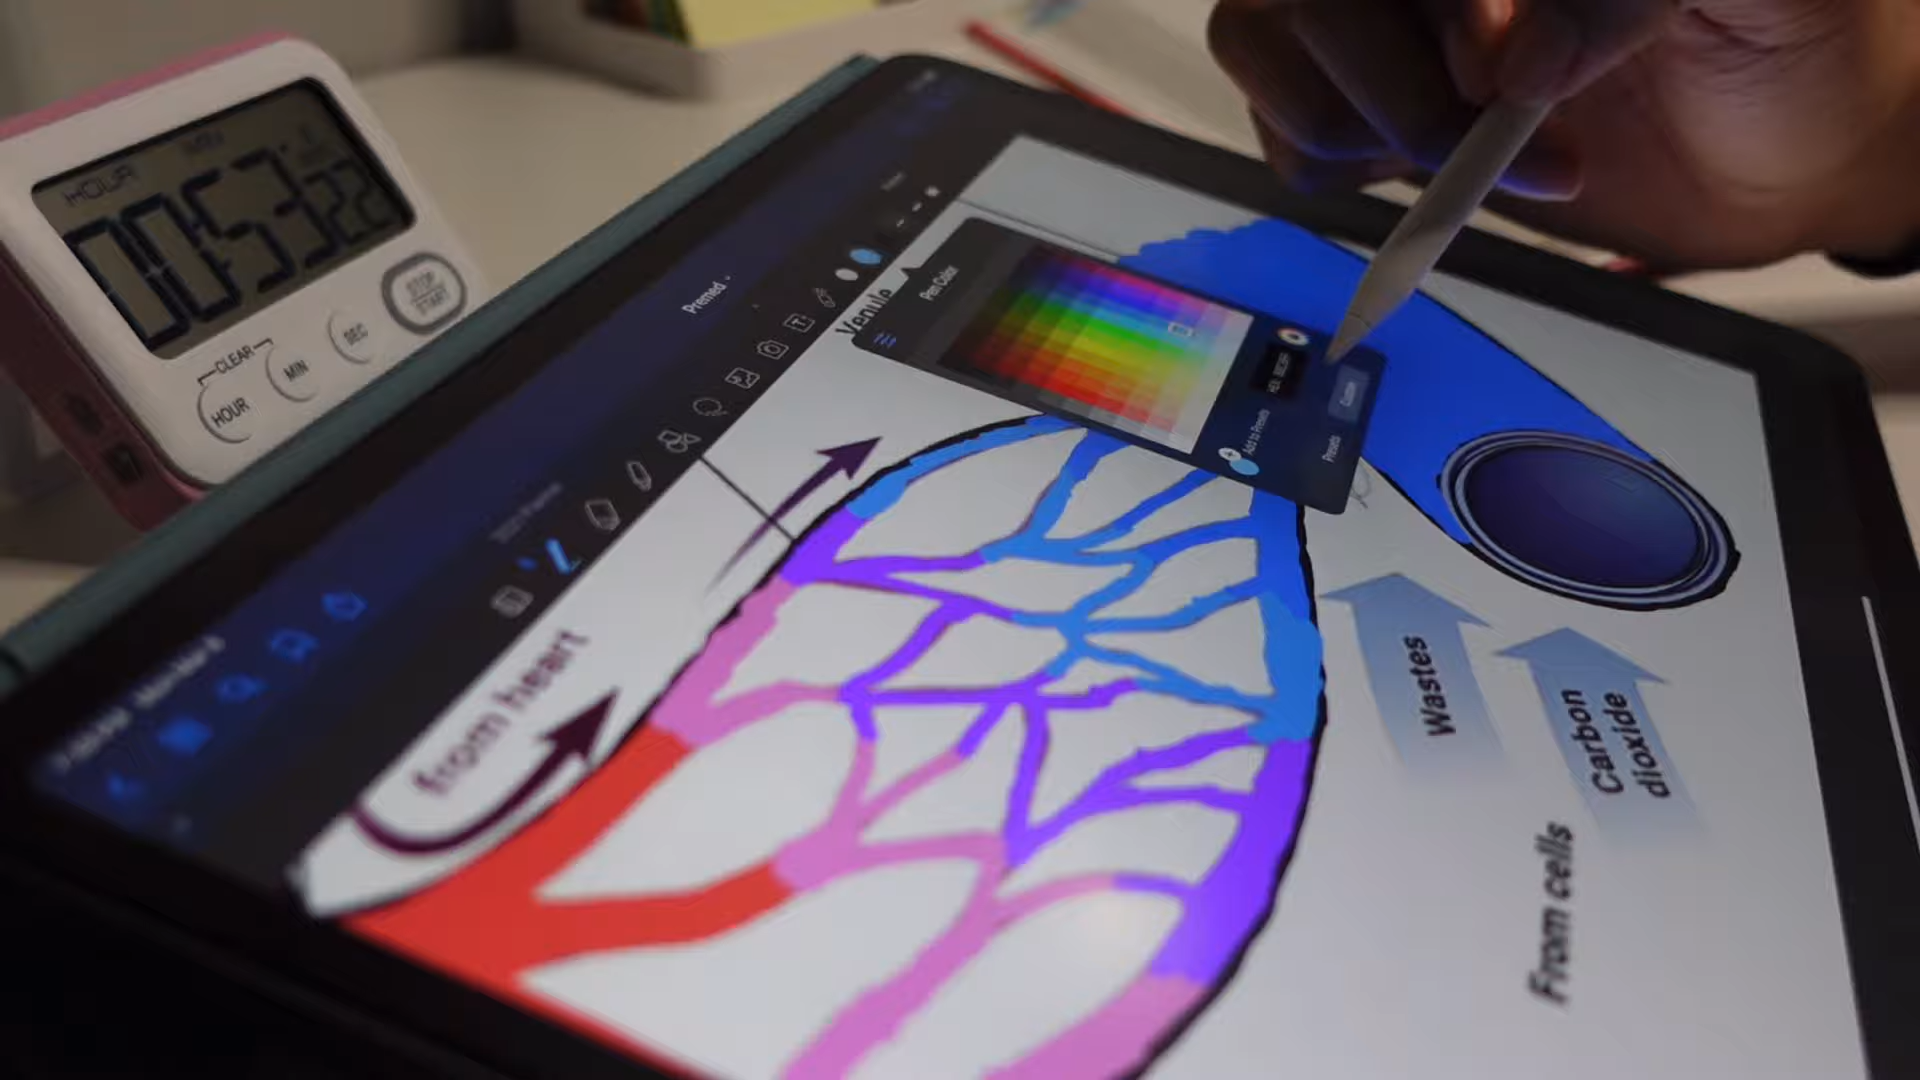 HOUR
00:53:22
STOP
START
CLEAR
HOUR
MIN
SEC
Premed
Venule
Pen Color
Add to Presets
Custom
Presets
from heart
Wastes
Carbon
dioxide
From cells